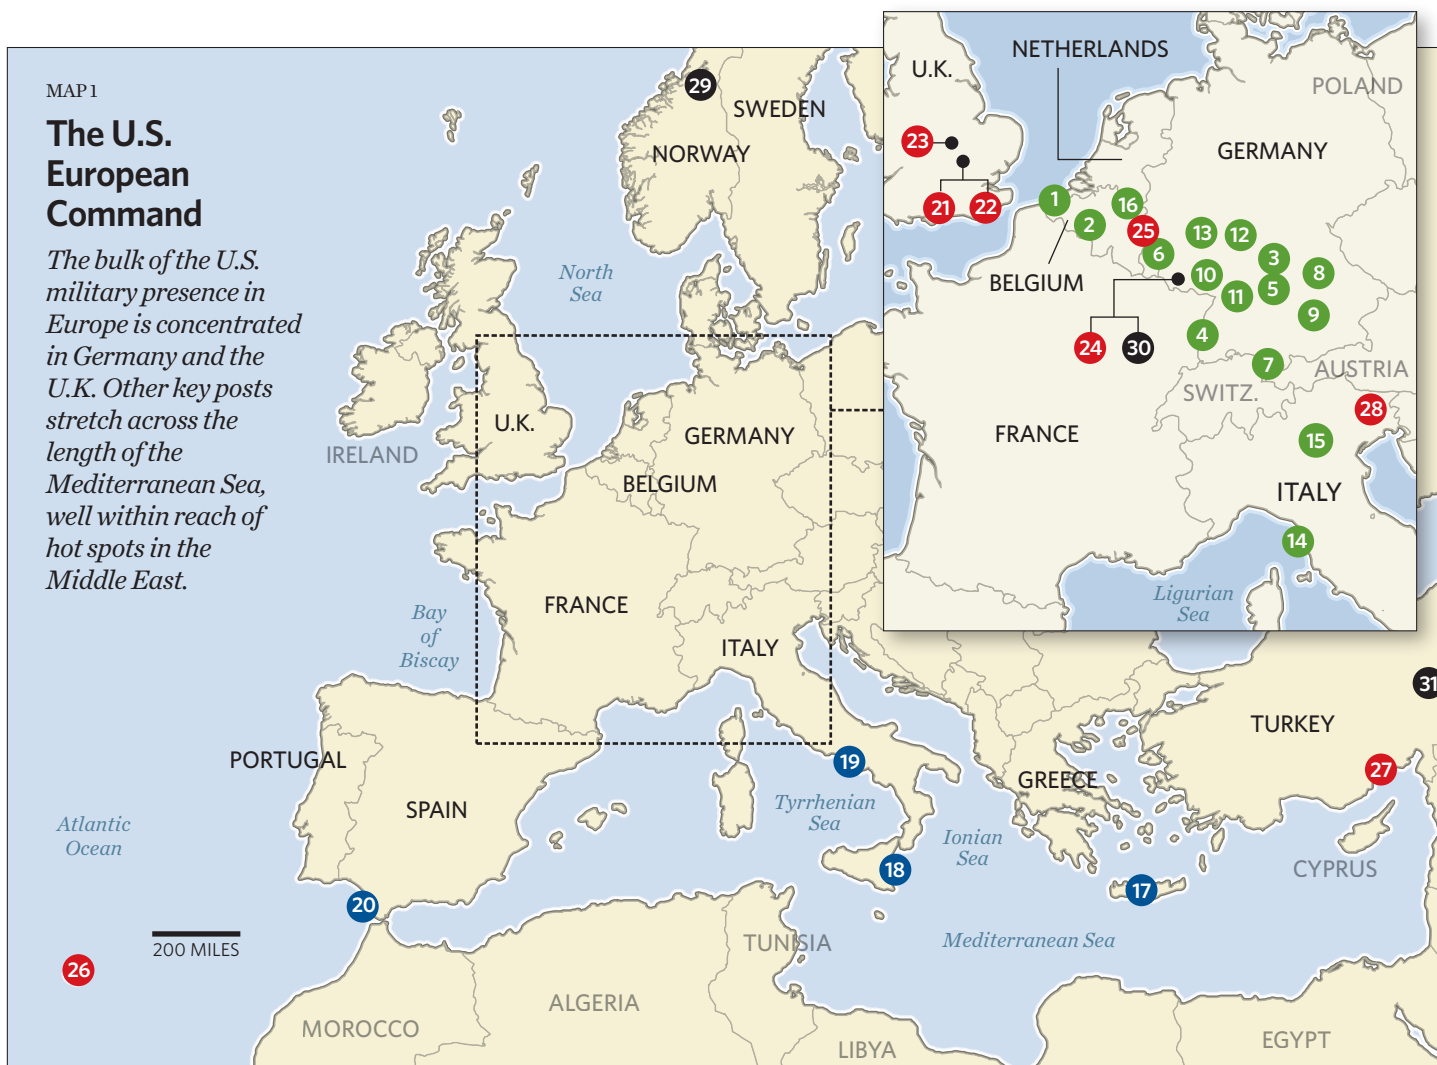 MAP 1
The U.S.
European
Command
The bulk of the U.S.
military presence in
Europe is concentrated
in Germany and the
U.K. Other key posts
stretch across the
length of the
Mediterranean Sea,
well within reach of
hot spots in the
Middle East.
29
SWEDEN
NORWAY
North
Sea
U.K.
IRELAND
GERMANY
BELGIUM
FRANCE
Bay
of
Biscay
ITALY
PORTUGAL
SPAIN
Atlantic
Ocean
20
200 MILES
26
19
Tyrrhenian
Sea
18
Ionian
Sea
GREECE
17
TURKEY
31
27
CYPRUS
Mediterranean Sea
TUNISIA
ALGERIA
MOROCCO
LIBYA
EGYPT
NETHERLANDS
U.K.
POLAND
GERMANY
23
21
22
1
16
2
25
6
13
12
3
8
10
5
11
9
BELGIUM
4
24
30
7
AUSTRIA
SWITZ.
28
FRANCE
15
ITALY
14
Ligurian
Sea